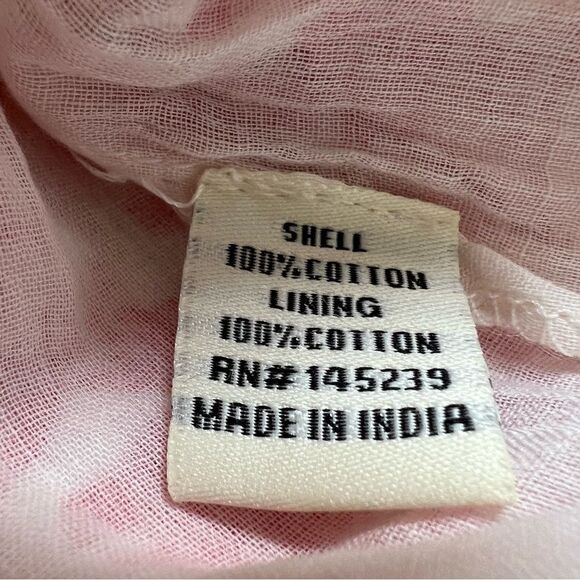 SHELL
100% COTTON
LINING
100% COTTON
RN# 145239
MADE IN INDIA